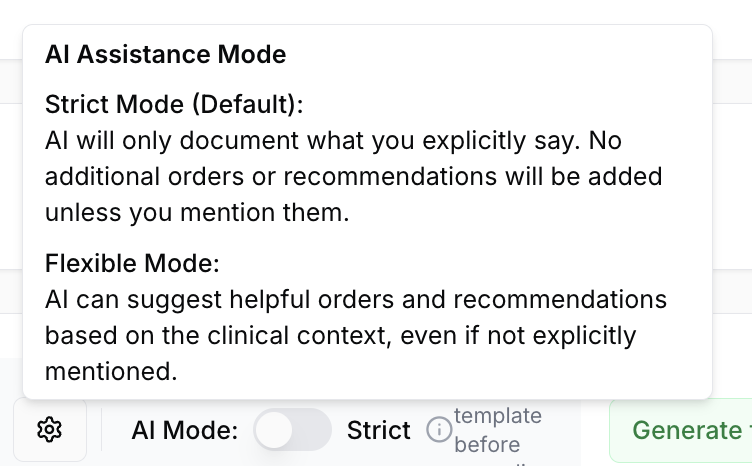 AI Assistance Mode
Strict Mode (Default):
AI will only document what you explicitly say. No
additional orders or recommendations will be added
unless you mention them.
Flexible Mode:
AI can suggest helpful orders and recommendations
based on the clinical context, even if not explicitly
mentioned.
AI Mode:
Strict
template
before
Generate